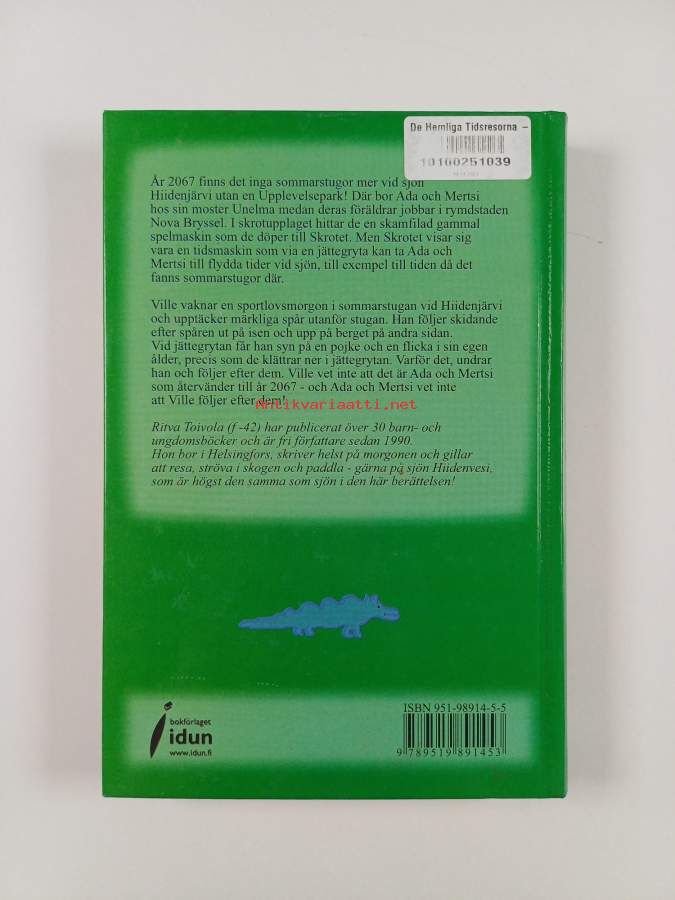 De Hemliga Tidsresorna –
10100251039
År 2067 finns det inga sommarstugor mer vid sjön
Hiidenjärvi utan en Upplevelsepark! Där bor Ada och Mertsi
hos sin moster Unelma medan deras föräldrar jobbar i rymdstaden
Nova Bryssel. I skrotupplaget hittar de en skamfilad gammal
spelmaskin som de döper till Skrotet. Men Skrotet visar sig
vara en tidsmaskin som via en jättegryta kan ta Ada och
Mertsi till flydda tider vid sjön, till exempel till tiden då det
fanns sommarstugor där.
Ville vaknar en sportlovsmorgon i sommarstugan vid Hiidenjärvi
och upptäcker märkliga spår utanför stugan. Han följer skidande
efter spåren ut på isen och upp på berget på andra sidan.
Vid jättegrytan får han syn på en pojke och en flicka i sin egen
ålder, precis som de klättrar ner i jättegrytan. Varför det, undrar
han och följer efter dem. Ville vet inte att det är Ada och Mertsi
som återvänder till år 2067 - och Ada och Mertsi vet inte
att Ville följer efter dem!
Antikvariaatti.net
Ritva Toivola (f -42) har publicerat över 30 barn- och
ungdomsböcker och är fri författare sedan 1990.
Hon bor i Helsingfors, skriver helst på morgonen och gillar
att resa, ströva i skogen och paddla - gärna på sjön Hiidenvesi,
som är högst den samma som sjön i den här berättelsen!
bokförlaget
idun
www.idun.fi
ISBN 951-98914-5-5
9 789519 891453